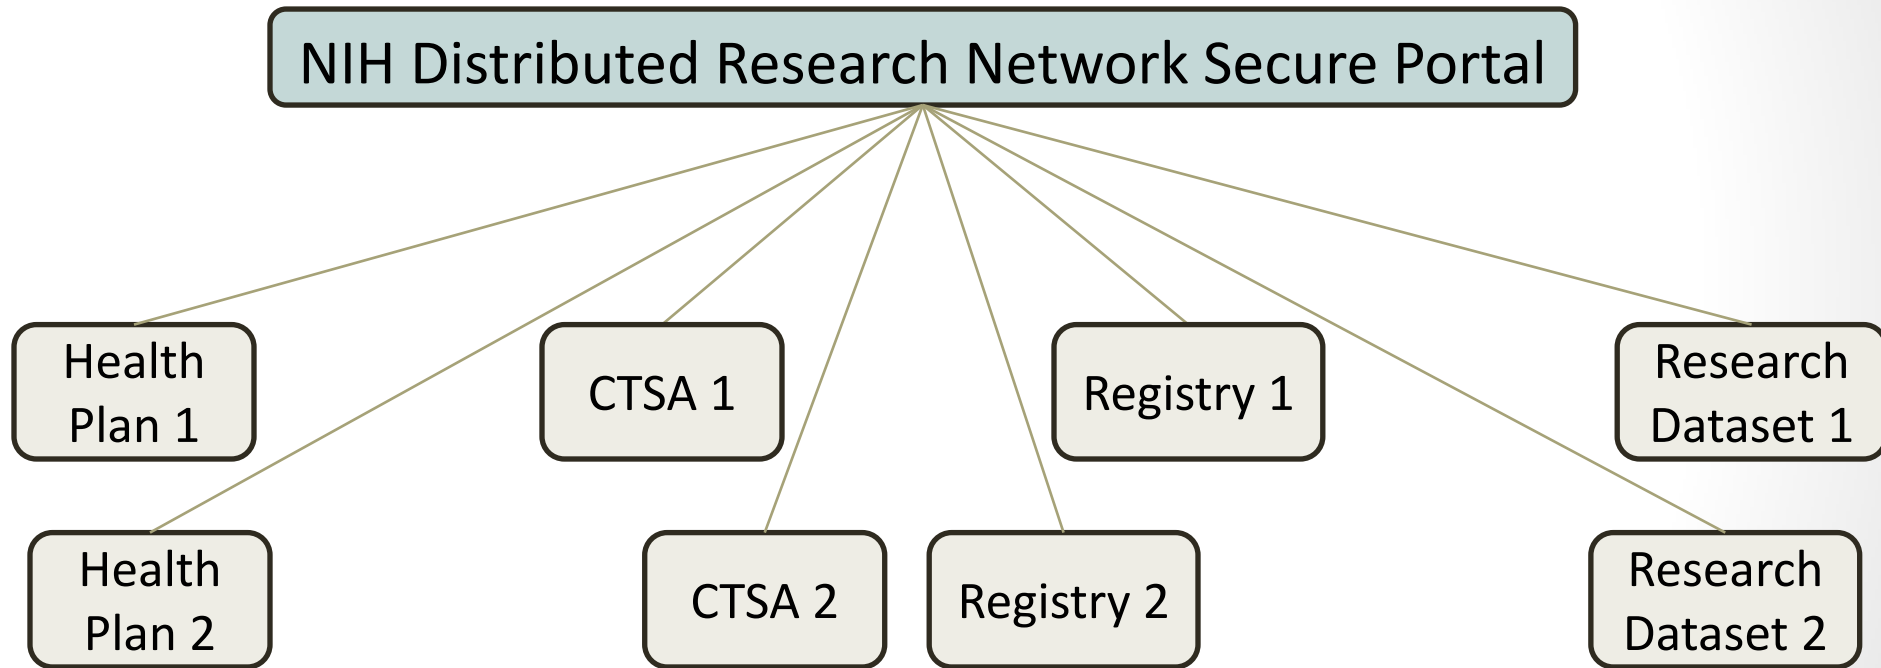 NIH Distributed Research Network Secure Portal
Health
Plan 1
CTSA 1
Registry 1
Research
Dataset 1
Health
Plan 2
CTSA 2
Registry 2
Research
Dataset 2